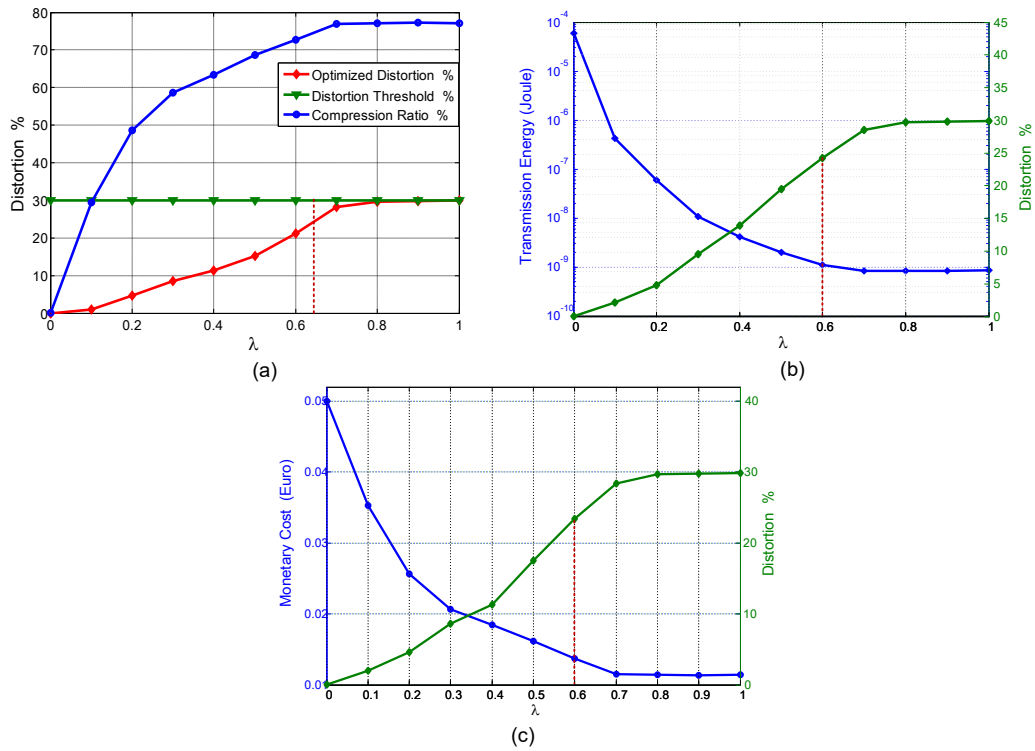 80
70
60
50
40
30
20
10
0
Distortion %
Optimized Distortion %
Distortion Threshold %
Compression Ratio %
0 0.2 0.4 0.6 0.8 1
λ
(a)
10⁻⁴
10⁻⁵
10⁻⁶
10⁻⁷
10⁻⁸
10⁻⁹
10⁻¹⁰
Transmission Energy (Joule)
45
40
35
30
25
20
15
10
5
0
Distortion %
0 0.2 0.4 0.6 0.8 1
λ
(b)
0.05
0.04
0.03
0.02
0.01
Monetary Cost (Euro)
40
30
20
10
0
Distortion %
0 0.1 0.2 0.3 0.4 0.5 0.6 0.7 0.8 0.9 1
λ
(c)